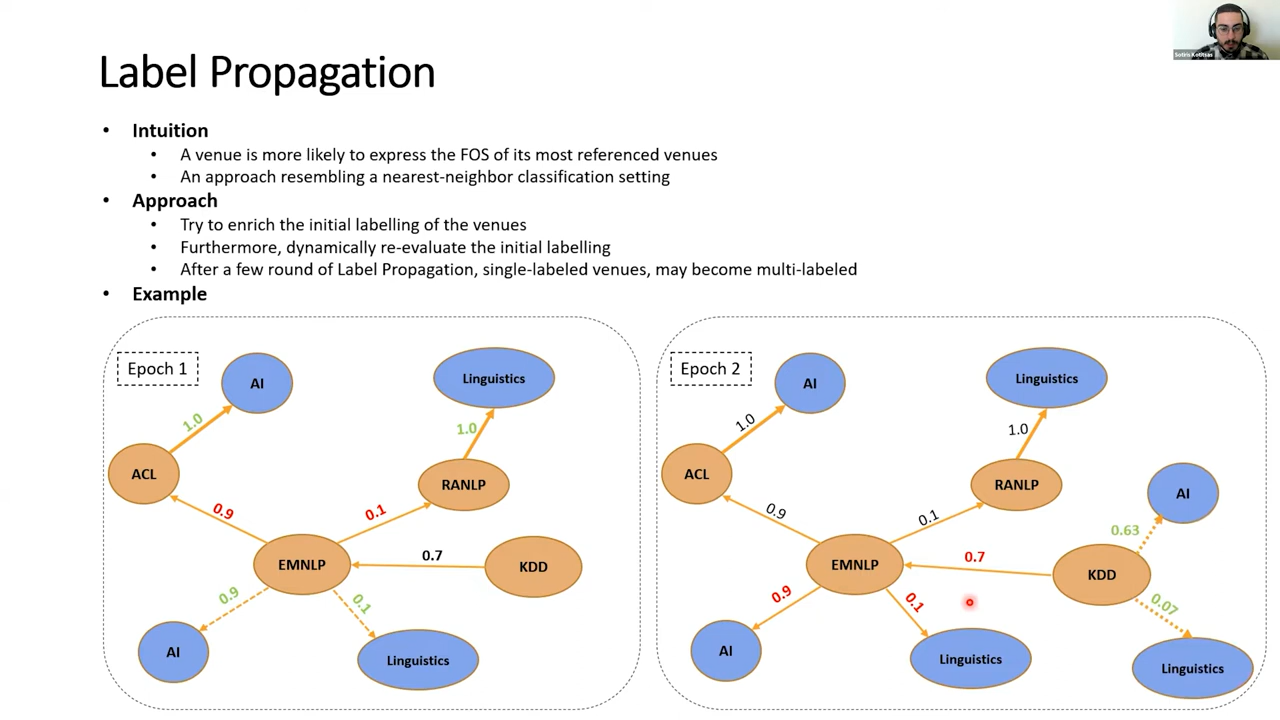 Sotiris Kotitsas
Label Propagation
• Intuition
• A venue is more likely to express the FOS of its most referenced venues
• An approach resembling a nearest-neighbor classification setting
• Approach
• Try to enrich the initial labelling of the venues
• Furthermore, dynamically re-evaluate the initial labelling
• After a few round of Label Propagation, single-labeled venues, may become multi-labeled
• Example
Epoch 1
AI
Linguistics
1.0
1.0
ACL
RANLP
0.9
0.1
EMNLP
0.7
KDD
0.9
0.1
AI
Linguistics
Epoch 2
AI
Linguistics
1.0
1.0
ACL
RANLP
AI
0.9
0.1
0.63
EMNLP
0.7
KDD
0.9
0.1
0.07
AI
Linguistics
Linguistics